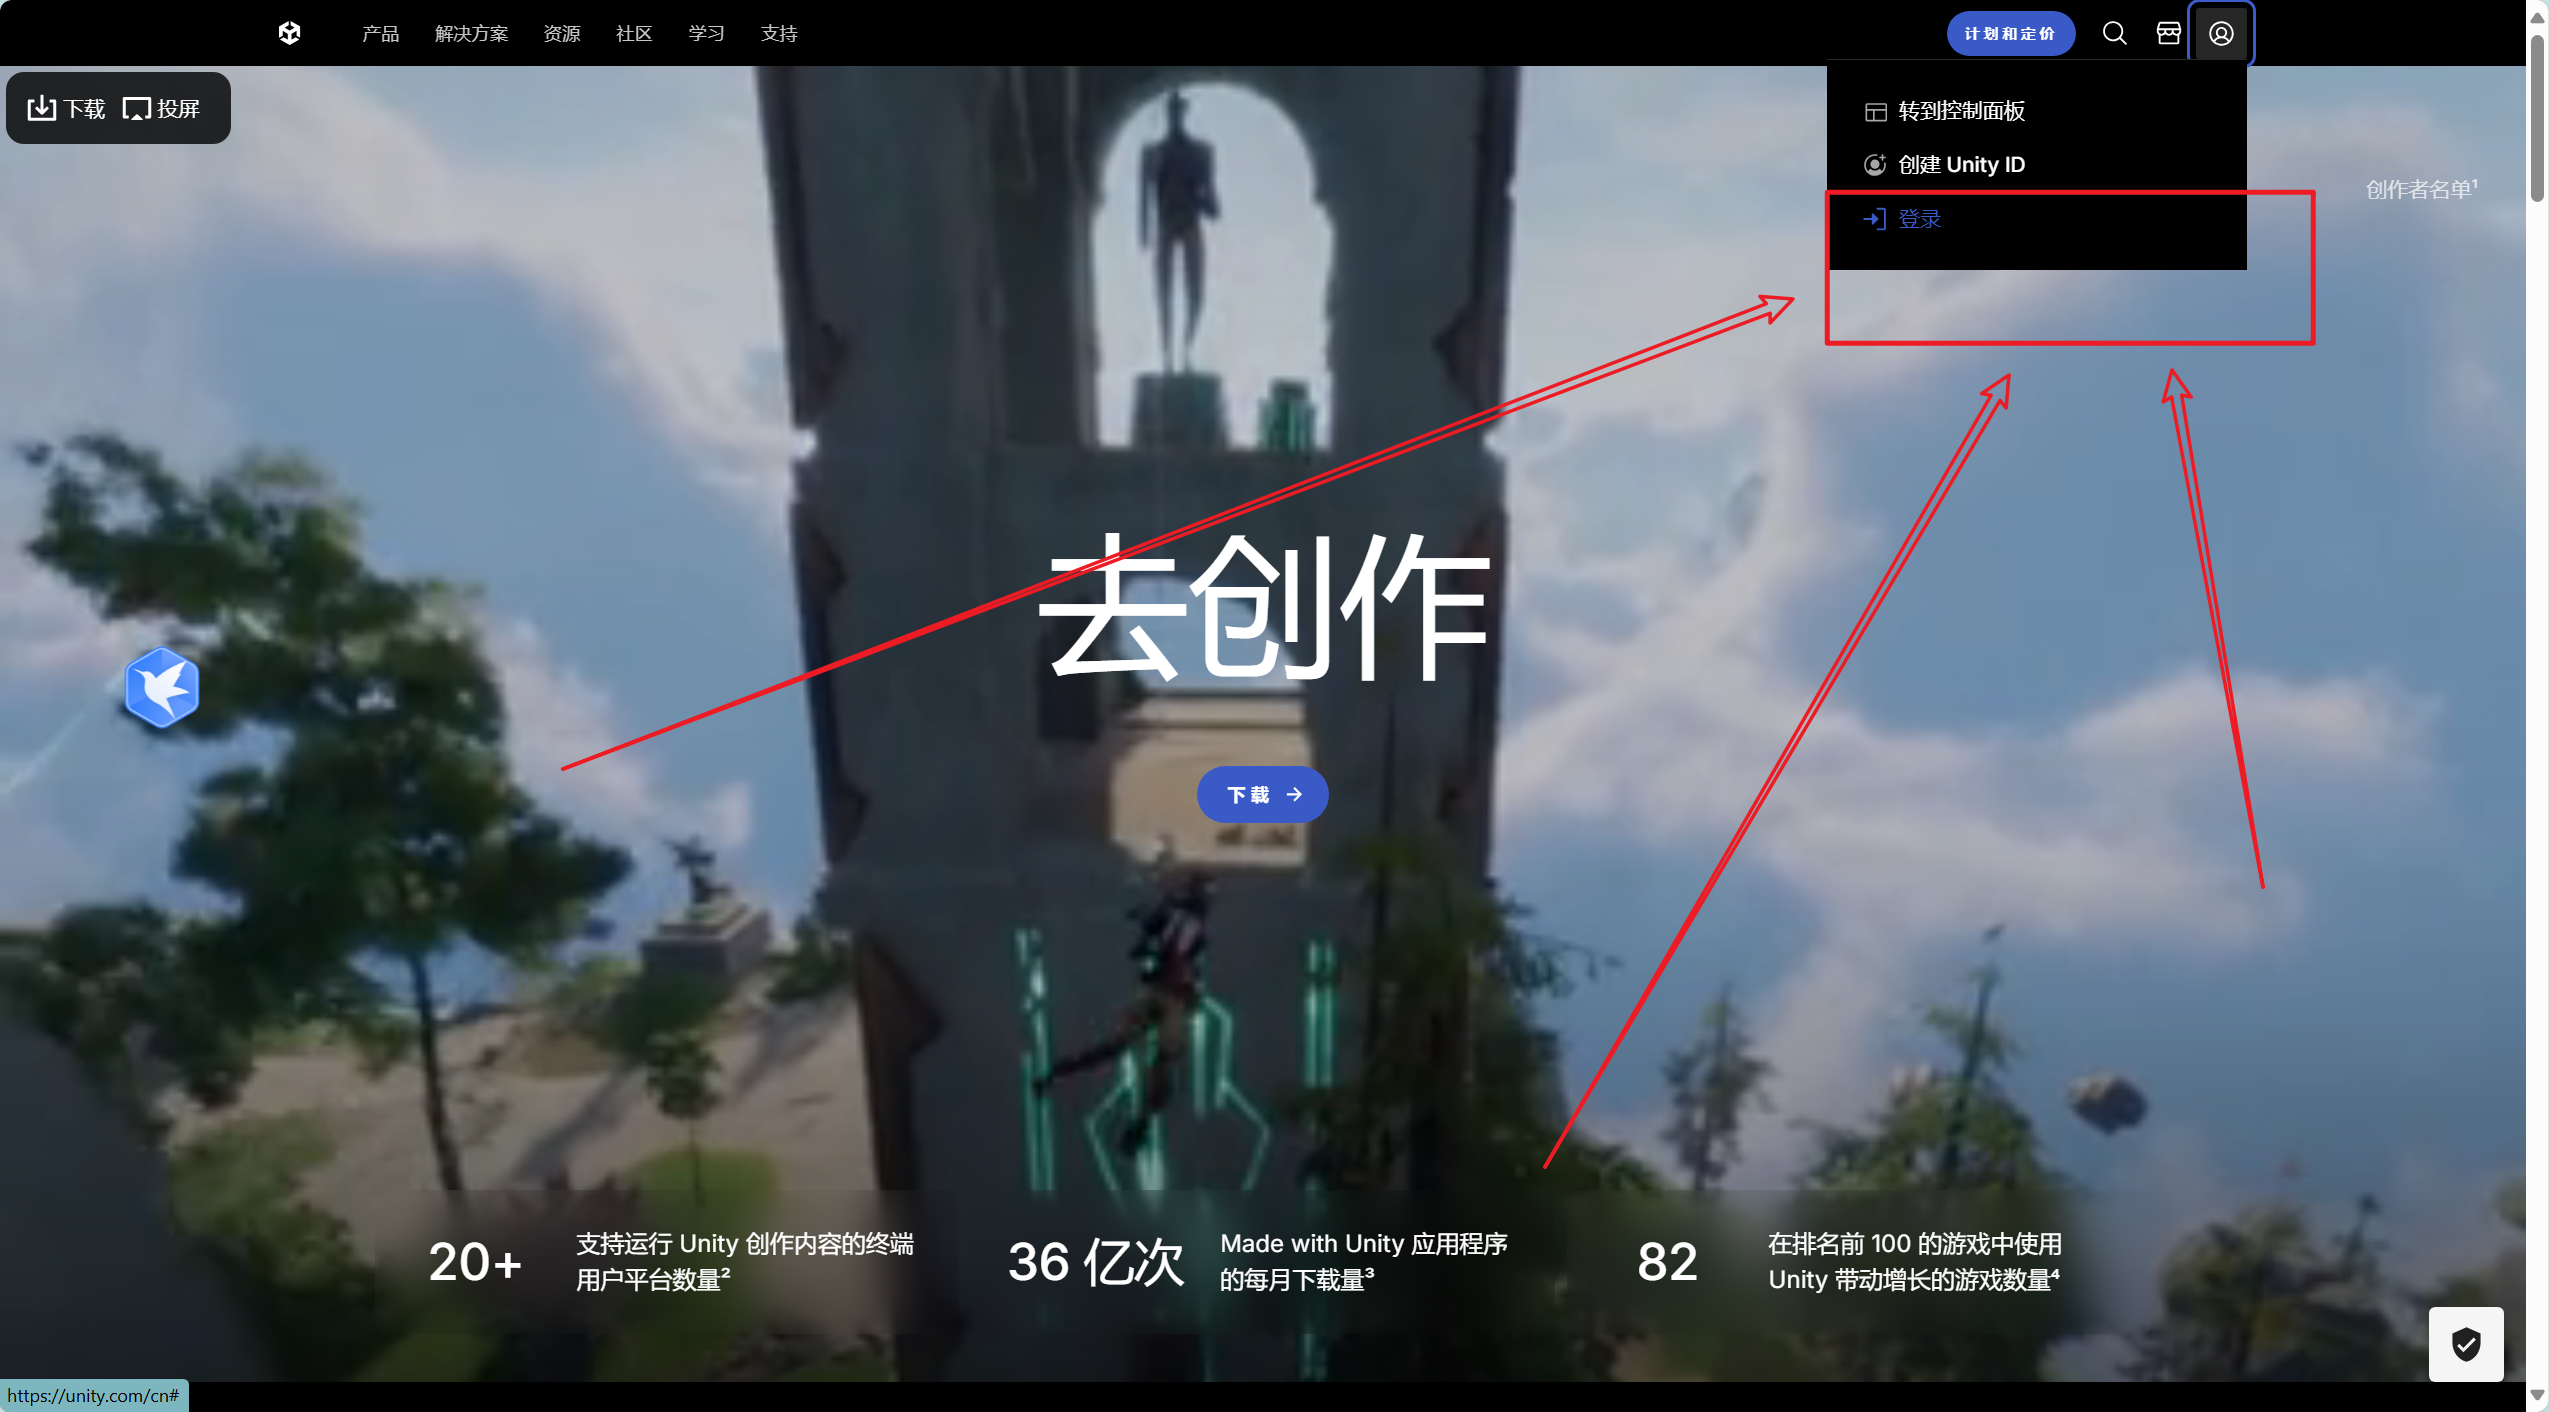 产品 解决方案 资源 社区 学习 支持 计划和定价
下载 投屏
转到控制面板
创建 Unity ID
登录
创作者名单¹
去创作
下载
20+ 支持运行 Unity 创作内容的终端
用户平台数量²
36 亿次 Made with Unity 应用程序
的每月下载量³
82 在排名前 100 的游戏中使用
Unity 带动增长的游戏数量⁴
https://unity.com/cn#